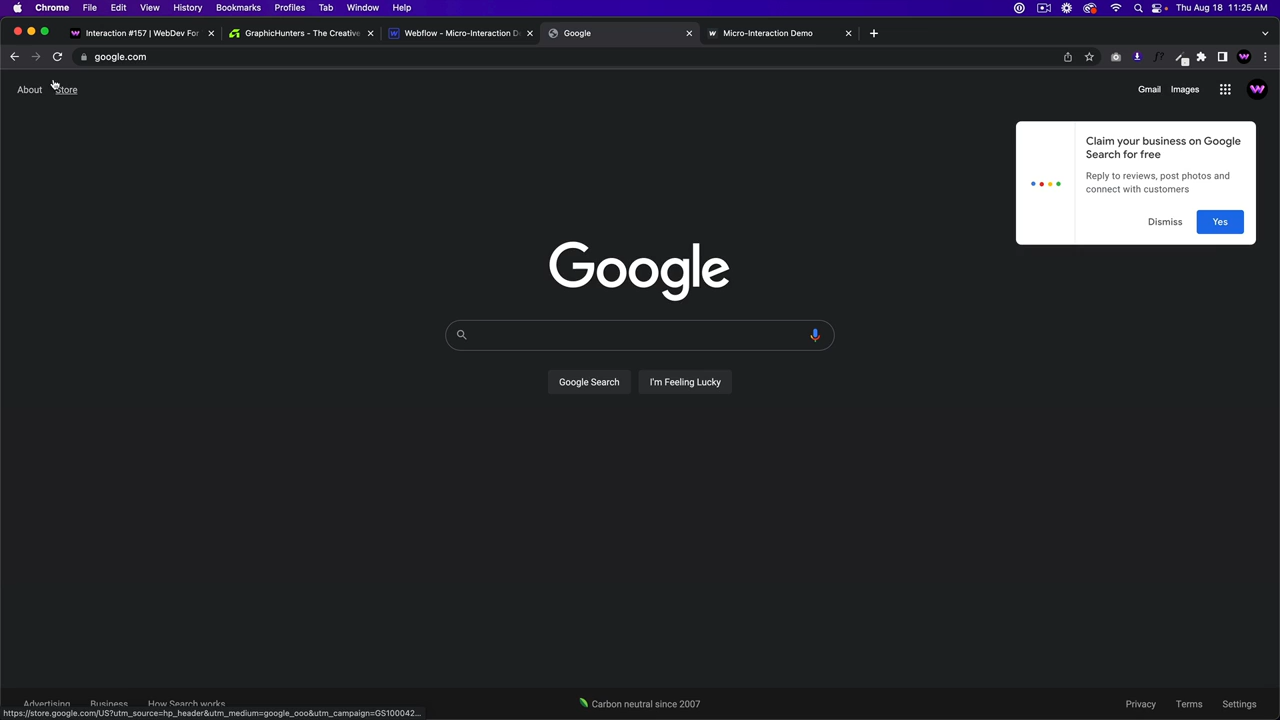 Chrome File Edit View History Bookmarks Profiles Tab Window Help Thu Aug 18 11:25 AM
Interaction #157 | WebDev For GraphicHunters - The Creative Webflow - Micro-Interaction D Google Micro-Interaction Demo
google.com
About Store Gmail Images
Claim your business on Google
Search for free
Reply to reviews, post photos and
connect with customers
Dismiss Yes
Google
Google Search I'm Feeling Lucky
Advertising Business How Search works Carbon neutral since 2007 Privacy Terms Settings
https://store.google.com/US?utm_source=hp_header&utm_medium=google_ooo&utm_campaign=GS100042...